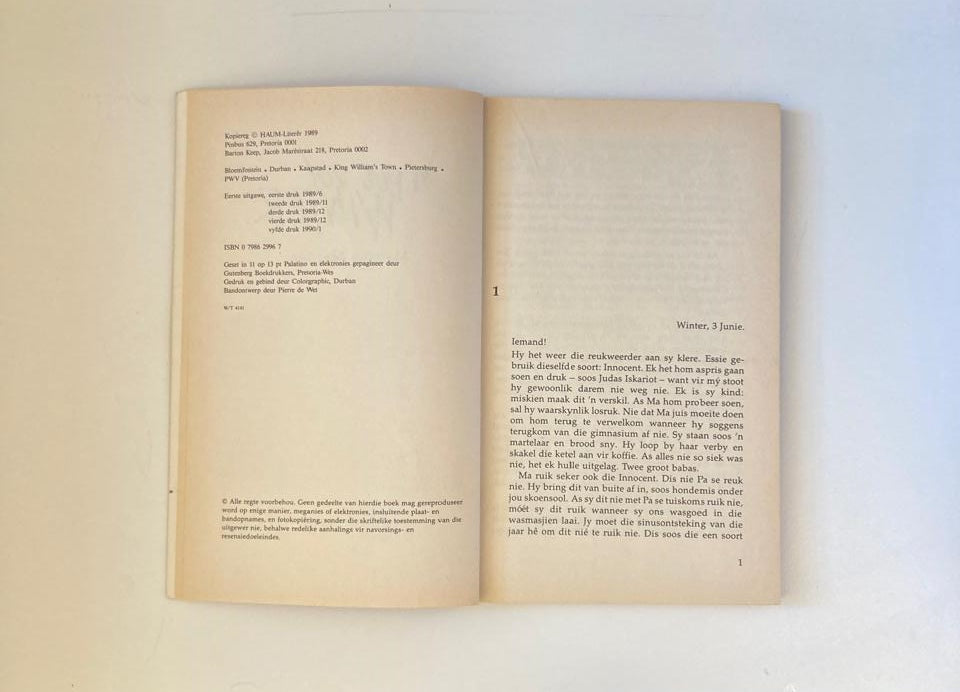 Kopiereg © HAUM-Literêr 1989
Posbus 629, Pretoria 0001
Barton Keep, Jacob Maréstraat 218, Pretoria 0002
Bloemfontein • Durban • Kaapstad • King William's Town • Pietersburg •
PWV (Pretoria)
Eerste uitgawe, eerste druk 1989/6
tweede druk 1989/11
derde druk 1989/12
vierde druk 1989/12
vyfde druk 1990/1
ISBN 0 7986 2996 7
Geset in 11 op 13 pt Palatino en elektronies gepagineer deur
Gutenberg Boekdrukkers, Pretoria-Wes
Gedruk en gebind deur Colorgraphic, Durban
Bandontwerp deur Pierre de Wet
© Alle regte voorbehou. Geen gedeelte van hierdie boek mag gereproduseer
word op enige manier, meganies of elektronies, insluitende plaat- en
bandopnames, en fotokopiëring, sonder die skriftelike toestemming van die
uitgewer nie, behalwe redelike aanhalings vir navorsings- en
resensiedoeleindes.
1
Winter, 3 Junie.
Iemand!
Hy het weer die reukweerder aan sy klere. Essie ge-
bruik dieselfde soort: Innocent. Ek het hom aspris gaan
soen en druk – soos Judas Iskariot – want vir mý stoot
hy gewoonlik darem nie weg nie. Ek is sy kind;
miskien maak dit 'n verskil. As Ma hom probeer soen,
sal hy waarskynlik losruk. Nie dat Ma juis moeite doen
om hom terug te verwelkom wanneer hy soggens
terugkom van die gimnasium af nie. Sy staan soos 'n
martelaar en brood sny. Hy loop by haar verby en
skakel die ketel aan vir koffie. As alles nie so siek was
nie, het ek hulle uitgelag. Twee groot babas.
Ma ruik seker ook die Innocent. Dis nie Pa se reuk
nie. Hy bring dit van buite af in, soos hondemis onder
jou skoensool. As sy dit nie met Pa se tuiskoms ruik nie,
móét sy dit ruik wanneer sy ons wasgoed in die
wasmasjien laai. Jy moet die sinusontsteking van die
jaar hê om dit nié te ruik nie. Dis soos die een soort
1